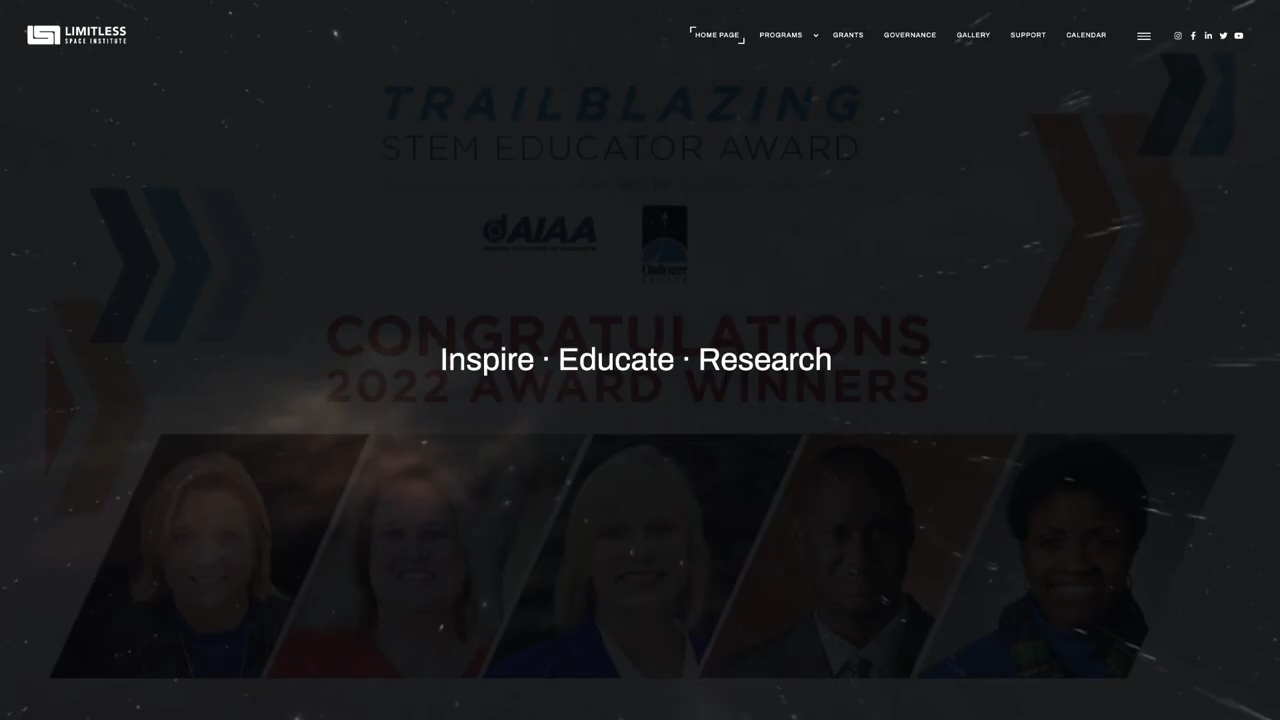 LIMITLESS
SPACE INSTITUTE
HOME PAGE
PROGRAMS
GRANTS
GOVERNANCE
GALLERY
SUPPORT
CALENDAR
TRAILBLAZING
STEM EDUCATOR AWARD
AIAA
Challenger
CONGRATULATIONS
Inspire · Educate · Research
2022 AWARD WINNERS